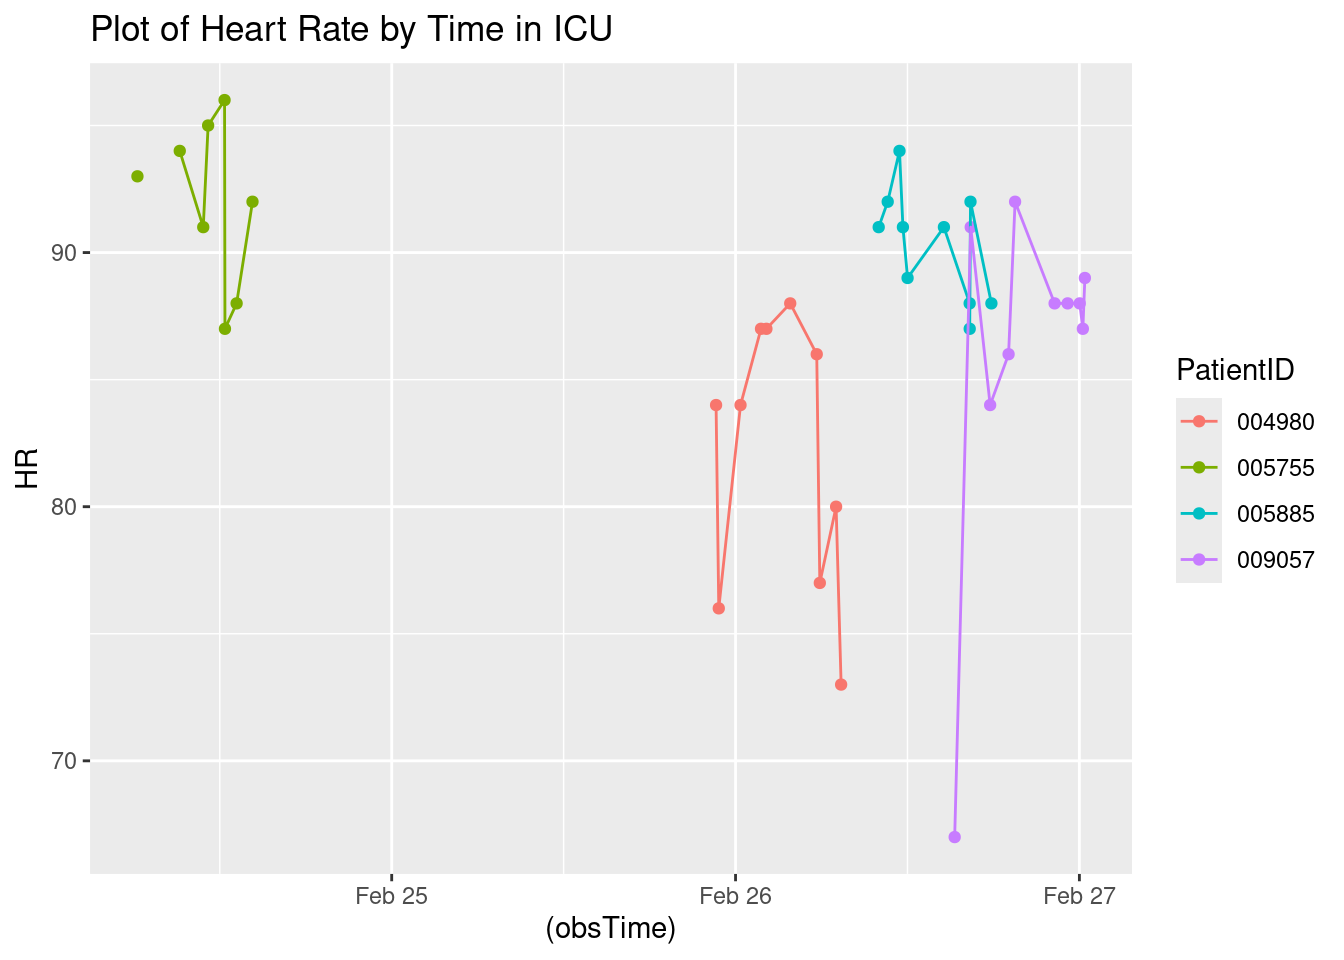 Plot of Heart Rate by Time in ICU
HR
90
80
70
Feb 25
Feb 26
Feb 27
(obsTime)
PatientID
004980
005755
005885
009057